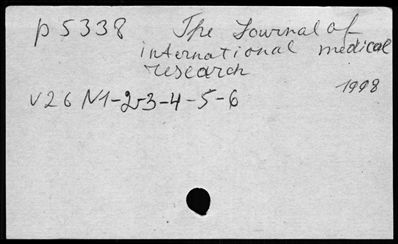 p 5338 The Journal of
international medical
research
1998
v26 N1-2-3-4-5-6